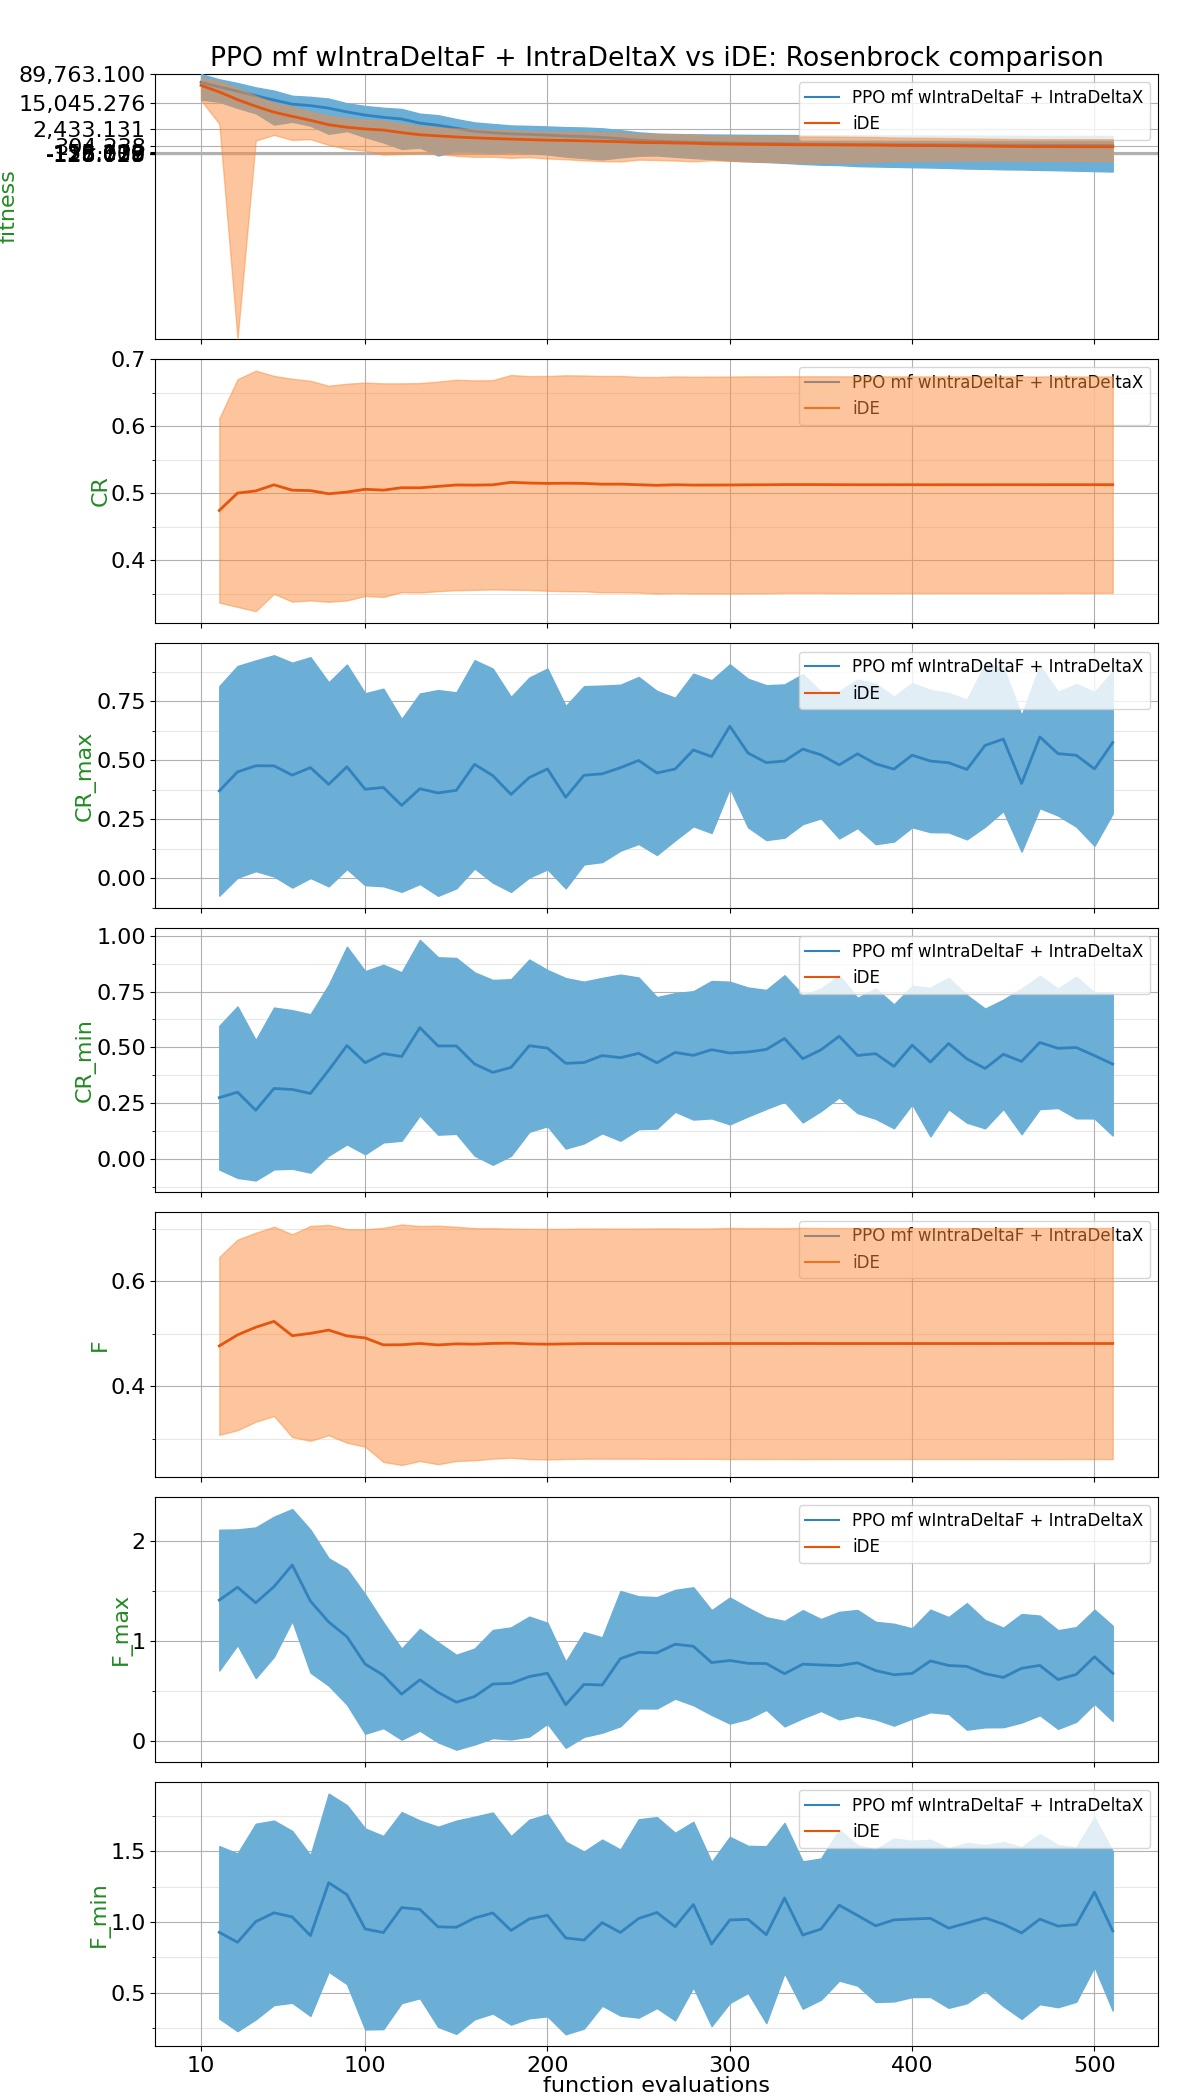 PPO mf wIntraDeltaF + IntraDeltaX vs iDE: Rosenbrock comparison
89,763.100
15,045.276
2,433.131
fitness
PPO mf wIntraDeltaF + IntraDeltaX
iDE
0.7
0.6
0.5
0.4
CR
PPO mf wIntraDeltaF + IntraDeltaX
iDE
0.75
0.50
0.25
0.00
CR_max
PPO mf wIntraDeltaF + IntraDeltaX
iDE
1.00
0.75
0.50
0.25
0.00
CR_min
PPO mf wIntraDeltaF + IntraDeltaX
iDE
0.6
0.4
F
PPO mf wIntraDeltaF + IntraDeltaX
iDE
2
1
0
F_max
PPO mf wIntraDeltaF + IntraDeltaX
iDE
1.5
1.0
0.5
F_min
PPO mf wIntraDeltaF + IntraDeltaX
iDE
10 100 200 300 400 500
function evaluations